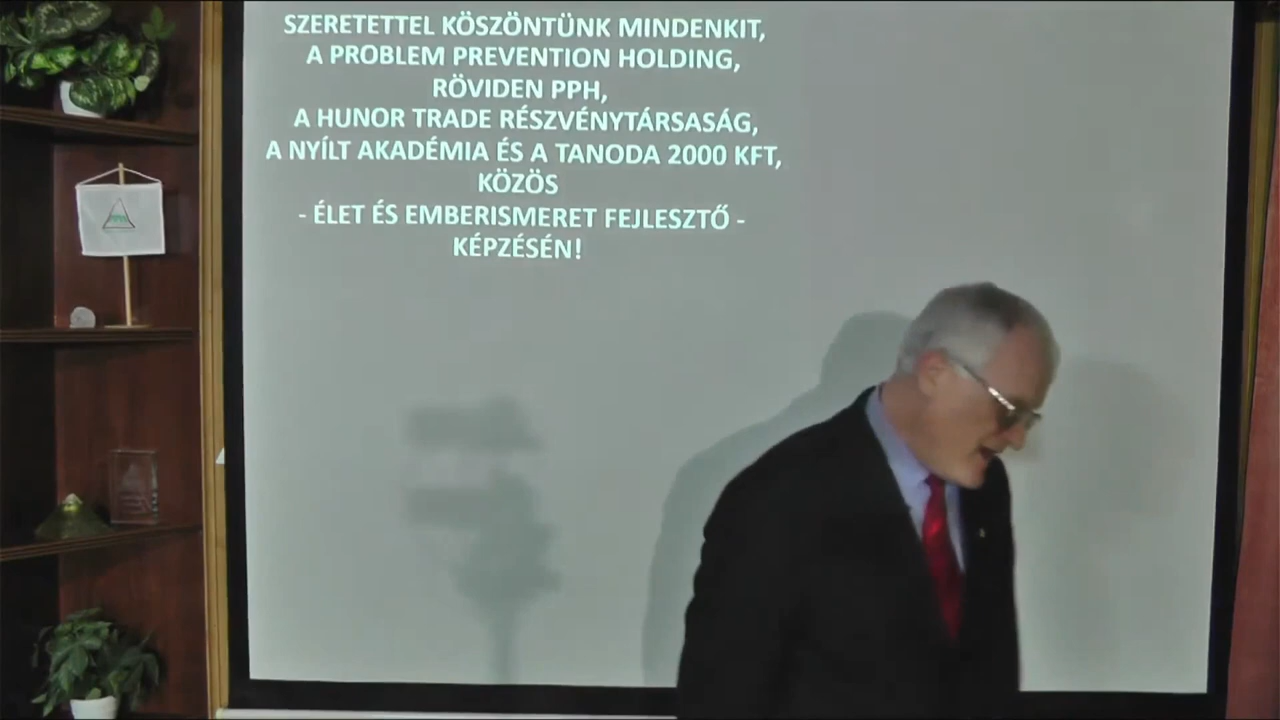 SZERETETTEL KÖSZÖNTÜNK MINDENKIT,
A PROBLEM PREVENTION HOLDING,
RÖVIDEN PPH,
A HUNOR TRADE RÉSZVÉNYTÁRSASÁG,
A NYÍLT AKADÉMIA ÉS A TANODA 2000 KFT,
KÖZÖS
- ÉLET ÉS EMBERISMERET FEJLESZTŐ -
KÉPZÉSÉN!